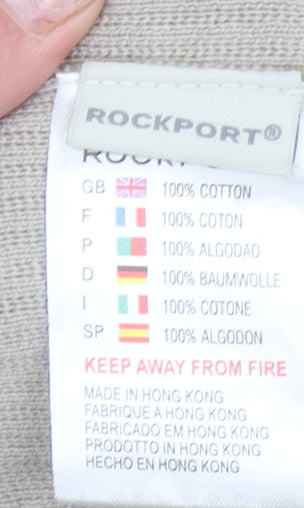 ROCKPORT®
GB 100% COTTON
F 100% COTON
P 100% ALGODAO
D 100% BAUMWOLLE
I 100% COTONE
SP 100% ALGODON
KEEP AWAY FROM FIRE
MADE IN HONG KONG
FABRIQUE A HONG KONG
FABRICADO EM HONG KONG
PRODOTTO IN HONG KONG
HECHO EN HONG KONG